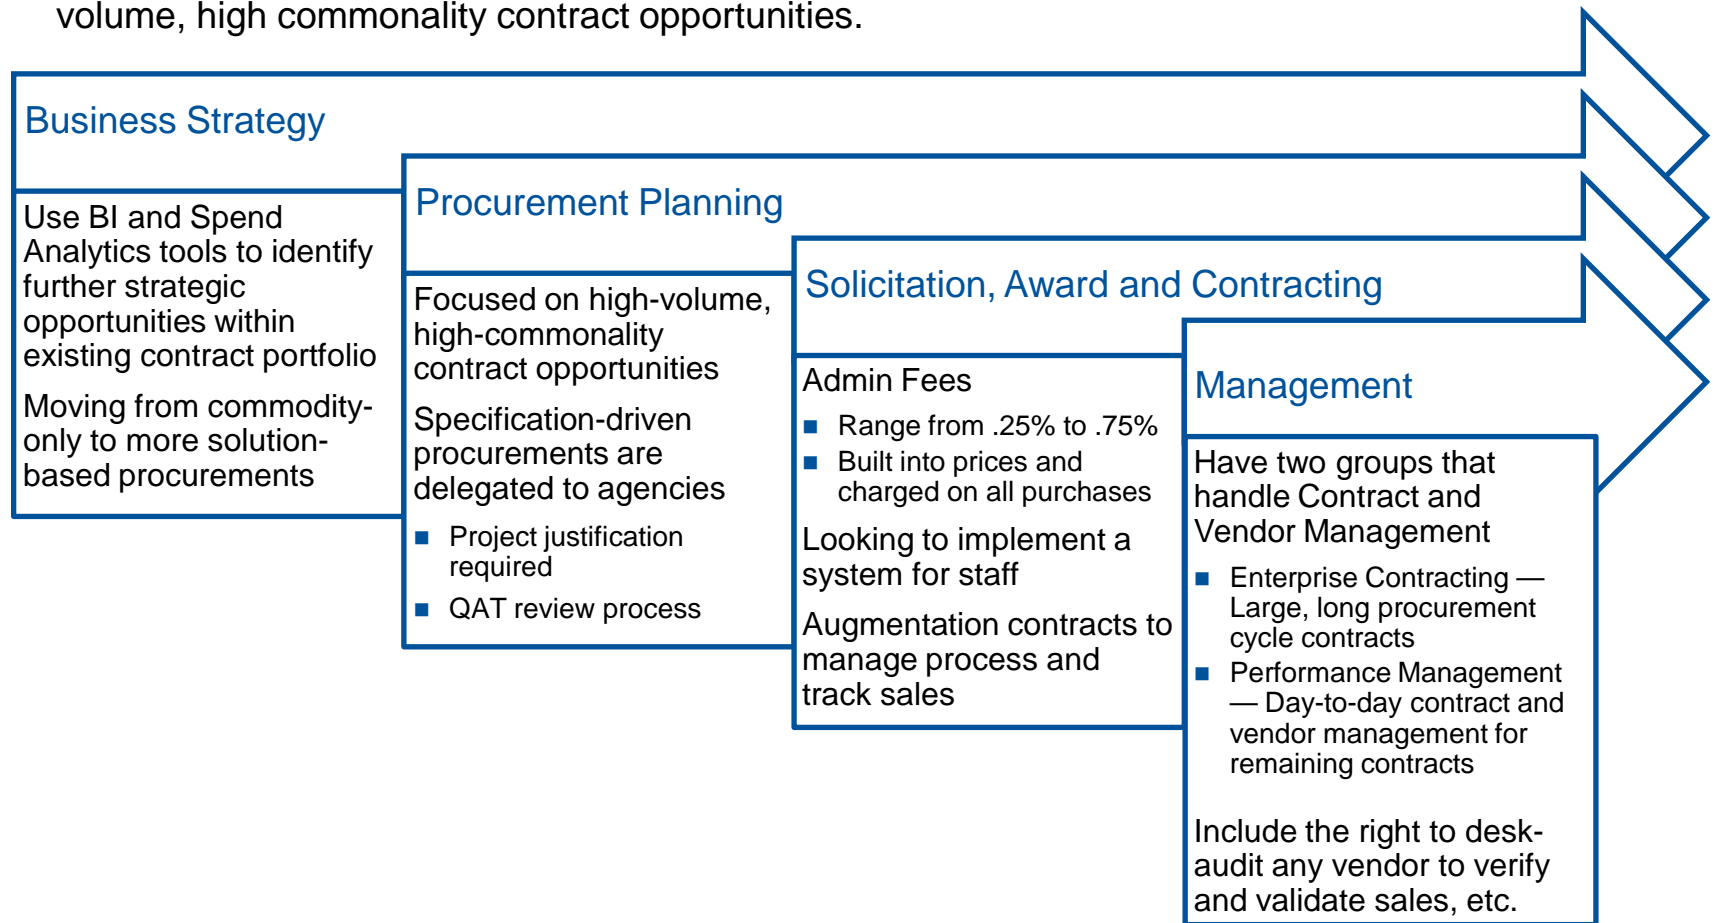 volume, high commonality contract opportunities.
Business Strategy
Use BI and Spend
Analytics tools to identify
further strategic
opportunities within
existing contract portfolio
Moving from commodity-
only to more solution-
based procurements
Procurement Planning
Focused on high-volume,
high-commonality
contract opportunities
Specification-driven
procurements are
delegated to agencies
■ Project justification
required
■ QAT review process
Solicitation, Award and Contracting
Admin Fees
■ Range from .25% to .75%
■ Built into prices and
charged on all purchases
Looking to implement a
system for staff
Augmentation contracts to
manage process and
track sales
Management
Have two groups that
handle Contract and
Vendor Management
■ Enterprise Contracting —
Large, long procurement
cycle contracts
■ Performance Management
— Day-to-day contract and
vendor management for
remaining contracts
Include the right to desk-
audit any vendor to verify
and validate sales, etc.